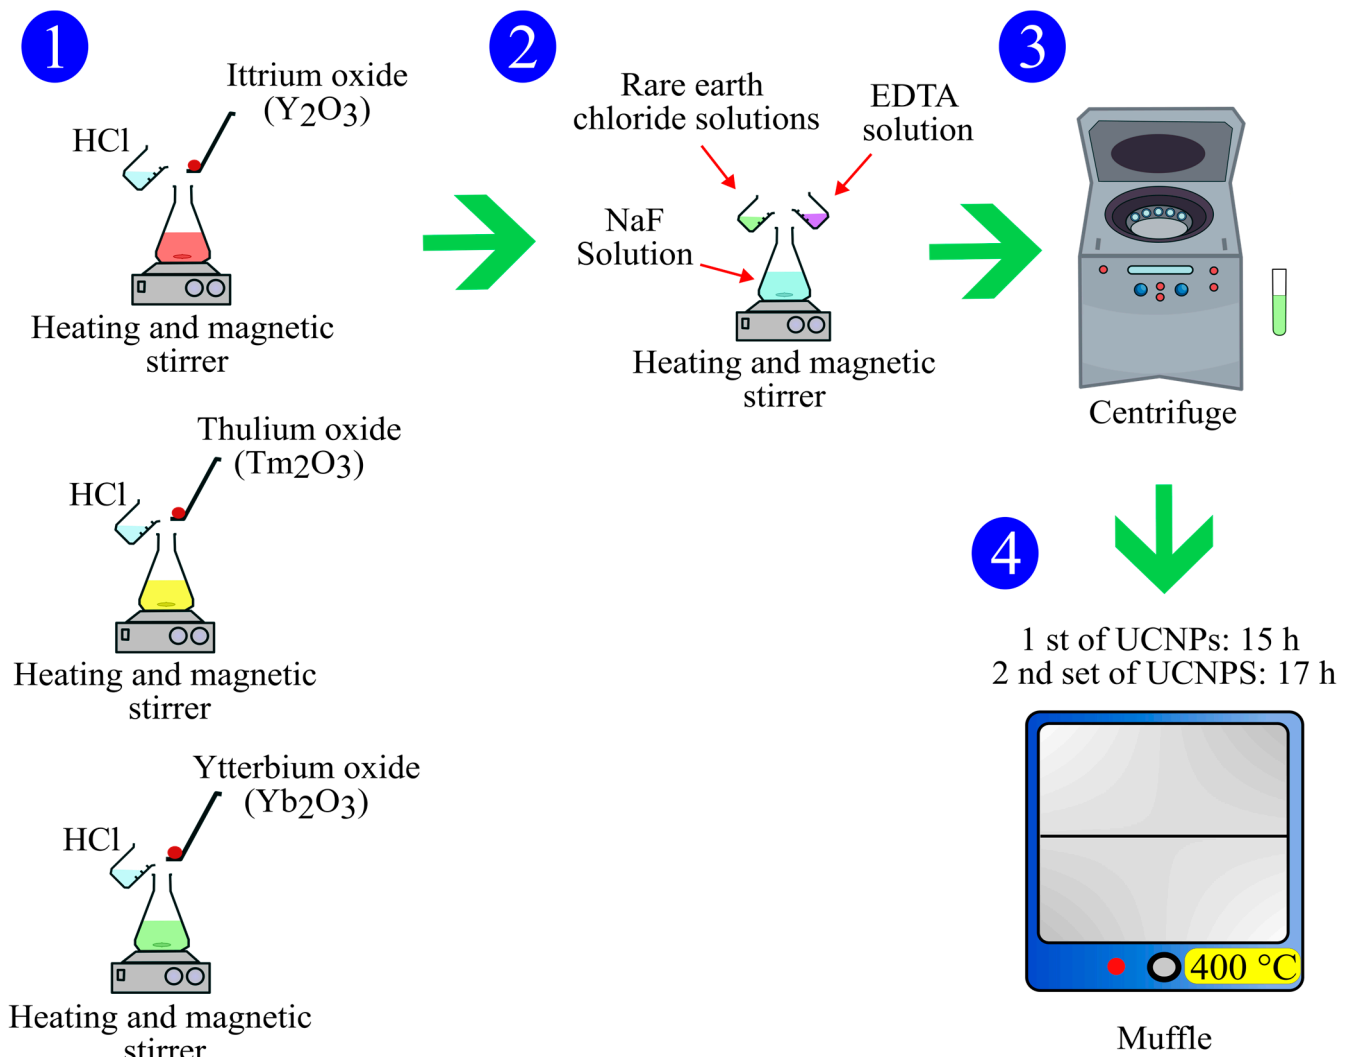 1
Ittrium oxide
(Y2O3)
HCl
Heating and magnetic
stirrer
Thulium oxide
(Tm2O3)
HCl
Heating and magnetic
stirrer
Ytterbium oxide
(Yb2O3)
HCl
Heating and magnetic
stirrer
2
Rare earth
chloride solutions
EDTA
solution
NaF
Solution
Heating and magnetic
stirrer
3
Centrifuge
4
1 st of UCNPs: 15 h
2 nd set of UCNPS: 17 h
400 °C
Muffle